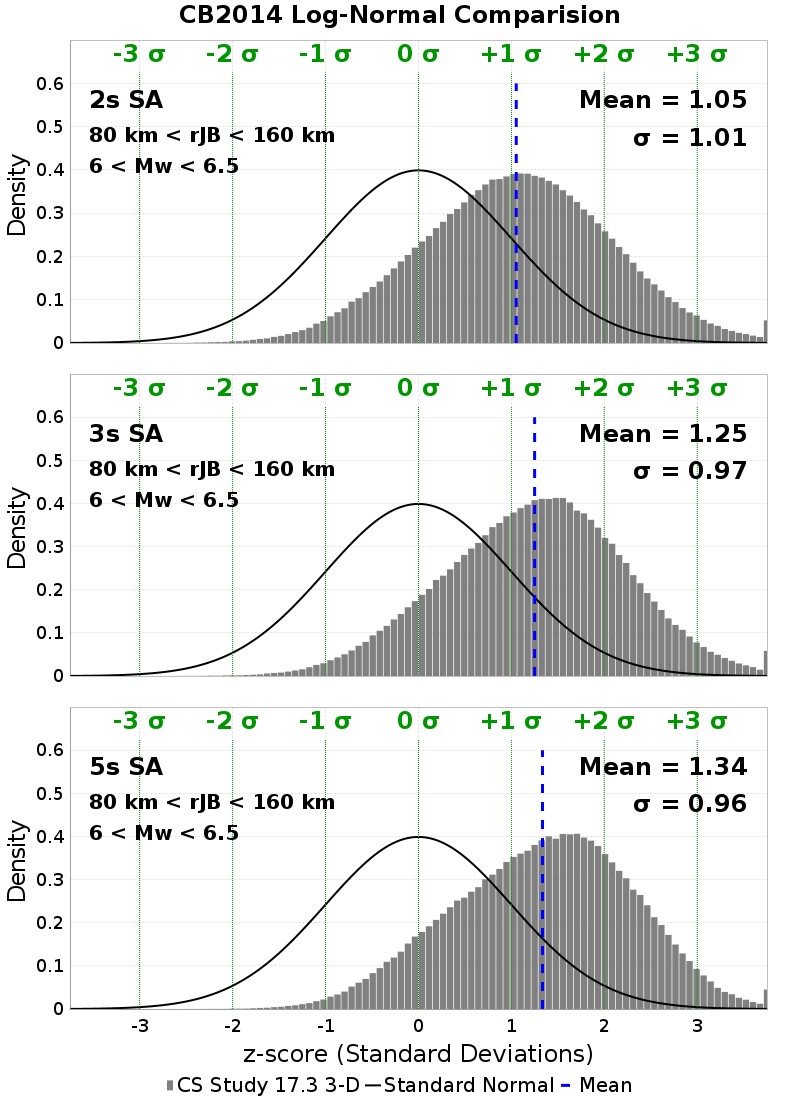 CB2014 Log-Normal Comparision
-3 σ -2 σ -1 σ 0 σ +1 σ +2 σ +3 σ
0.6
2s SA Mean = 1.05
0.5
80 km < rJB < 160 km σ = 1.01
6 < Mw < 6.5
0.4
0.3
Density
0.2
0.1
0
-3 σ -2 σ -1 σ 0 σ +1 σ +2 σ +3 σ
0.6
3s SA Mean = 1.25
0.5
80 km < rJB < 160 km σ = 0.97
6 < Mw < 6.5
0.4
0.3
Density
0.2
0.1
0
-3 σ -2 σ -1 σ 0 σ +1 σ +2 σ +3 σ
0.6
5s SA Mean = 1.34
0.5
80 km < rJB < 160 km σ = 0.96
6 < Mw < 6.5
0.4
0.3
Density
0.2
0.1
0
-3 -2 -1 0 1 2 3
z-score (Standard Deviations)
CS Study 17.3 3-D Standard Normal Mean